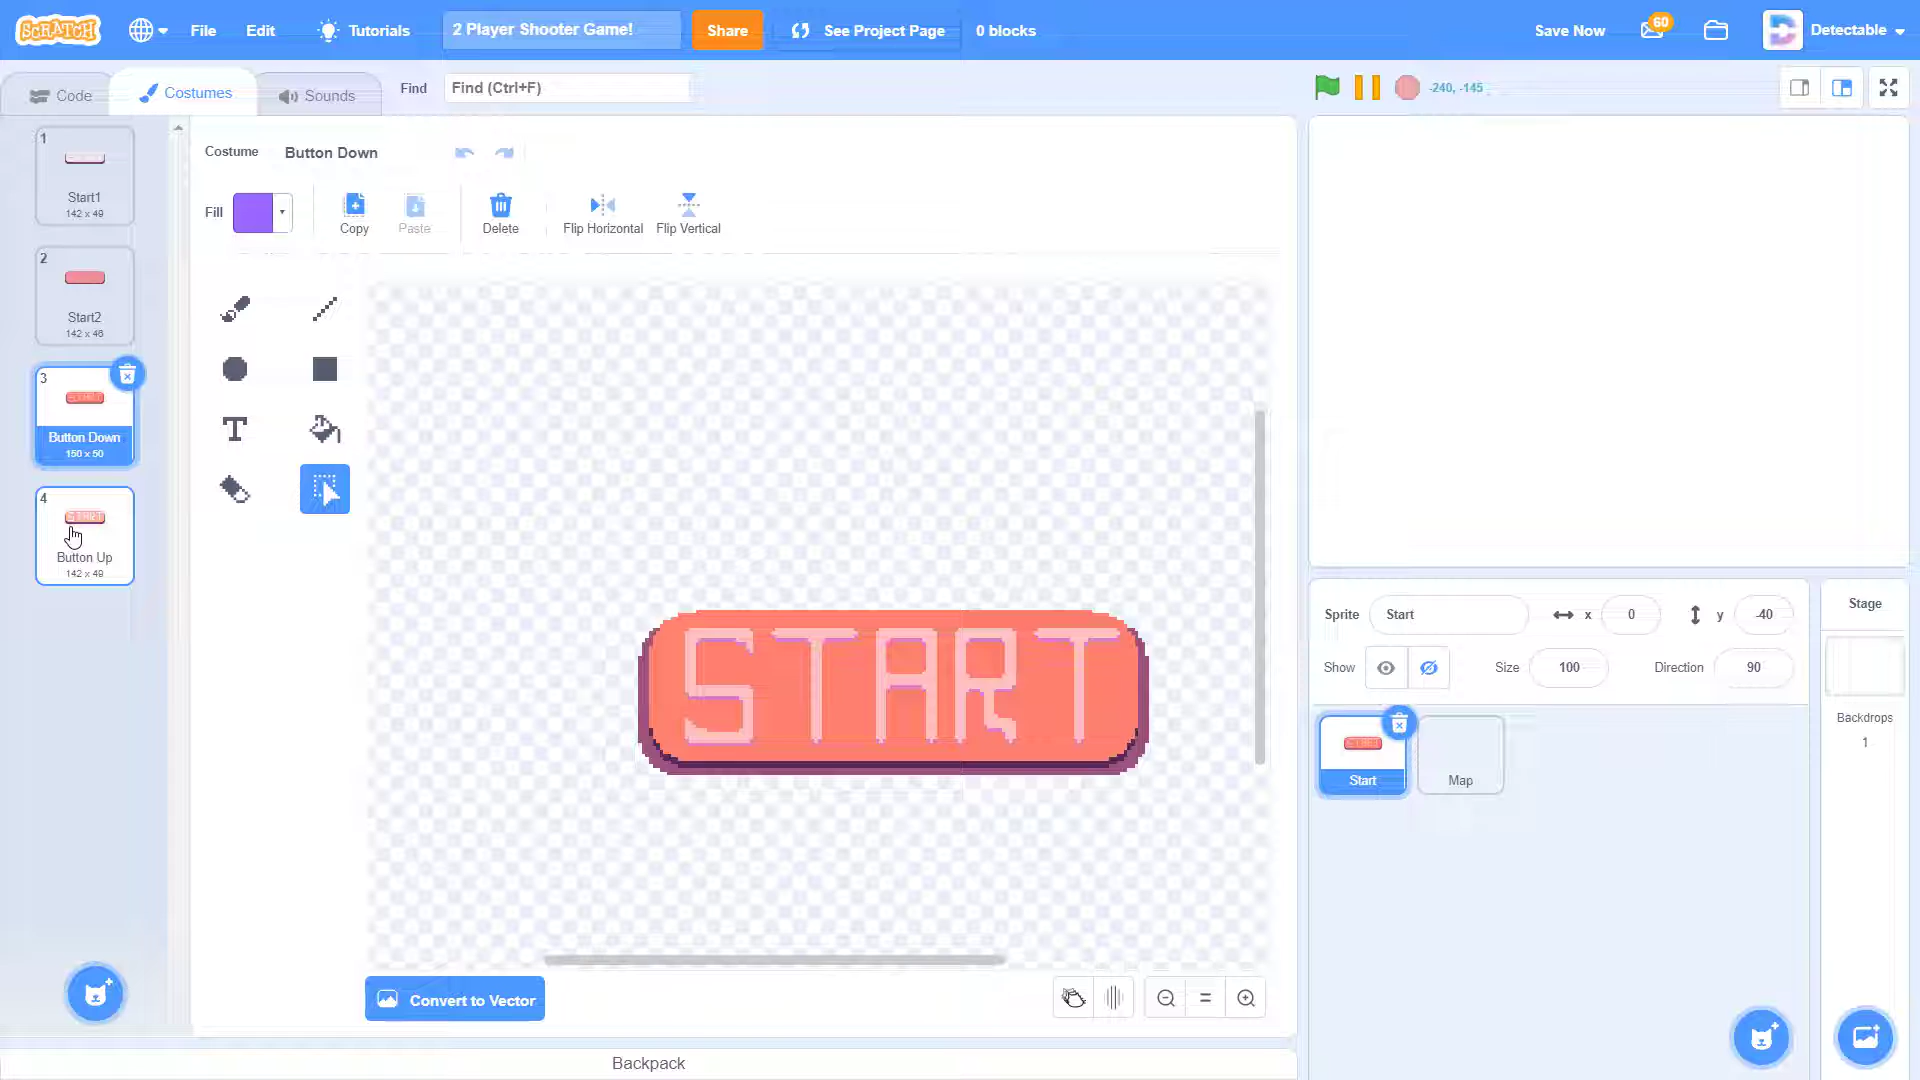 SCRATCH
File
Edit
Tutorials
2 Player Shooter Game!
Share
See Project Page
0 blocks
Save Now
60
Detectable
Code
Costumes
Sounds
Find
Find (Ctrl+F)
-240, -145
1
Start1
142 x 49
2
Start2
142 x 46
3
Button Down
150 x 50
4
START
Button Up
142 x 49
Costume
Button Down
Fill
Copy
Paste
Delete
Flip Horizontal
Flip Vertical
T
START
Convert to Vector
Backpack
Sprite
Start
x
0
y
-40
Show
Size
100
Direction
90
Start
Map
Stage
Backdrops
1